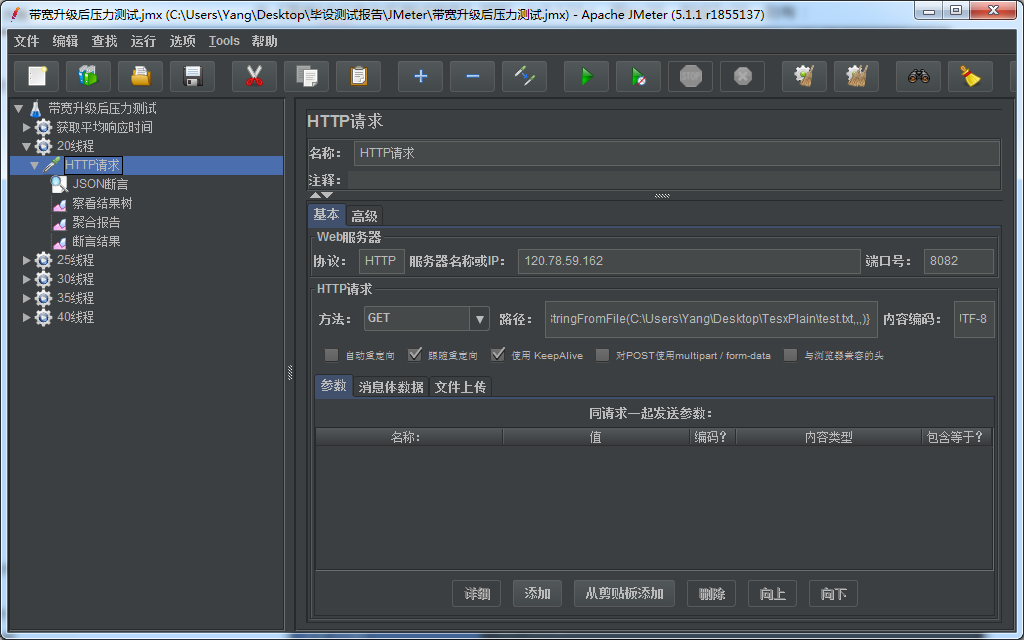 带宽升级后压力测试.jmx (C:\Users\Yang\Desktop\毕设测试报告\JMeter\带宽升级后压力测试.jmx) - Apache JMeter (5.1.1 r1855137)
文件 编辑 查找 运行 选项 Tools 帮助
STOP
带宽升级后压力测试
获取平均响应时间
20线程
HTTP请求
JSON断言
察看结果树
聚合报告
断言结果
25线程
30线程
35线程
40线程
HTTP请求
名称： HTTP请求
注释：
基本 高级
Web服务器
协议： HTTP 服务器名称或IP： 120.78.59.162 端口号： 8082
HTTP请求
方法： GET 路径： StringFromFile(C:\Users\Yang\Desktop\TesxPlain\test.txt,,,)} 内容编码： UTF-8
自动重定向 跟随重定向 使用 KeepAlive 对POST使用multipart / form-data 与浏览器兼容的头
参数 消息体数据 文件上传
同请求一起发送参数：
名称： 值 编码？ 内容类型 包含等于？
详细 添加 从剪贴板添加 删除 向上 向下